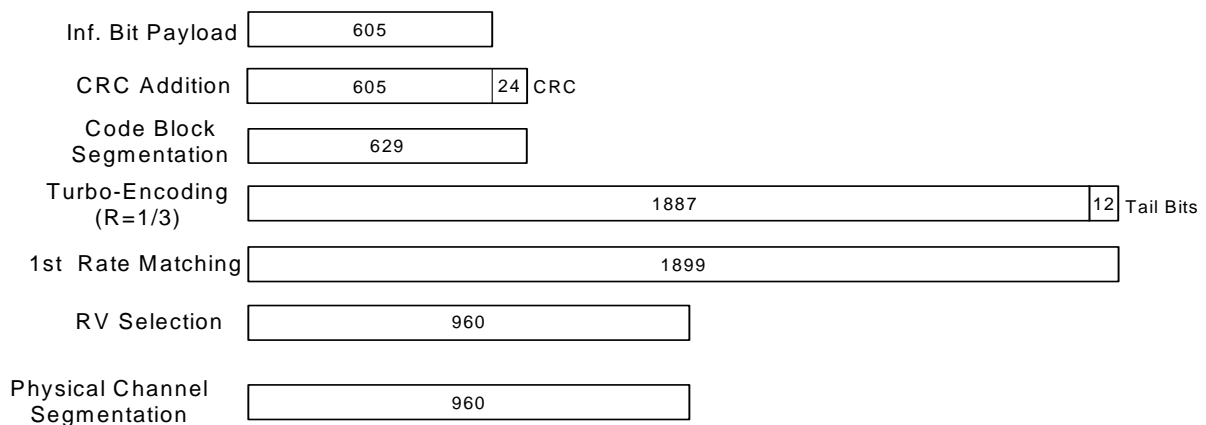 Inf. Bit Payload 605
CRC Addition 605 24 CRC
Code Block
Segmentation 629
Turbo-Encoding
(R=1/3) 1887 12 Tail Bits
1st Rate Matching 1899
RV Selection 960
Physical Channel
Segmentation 960